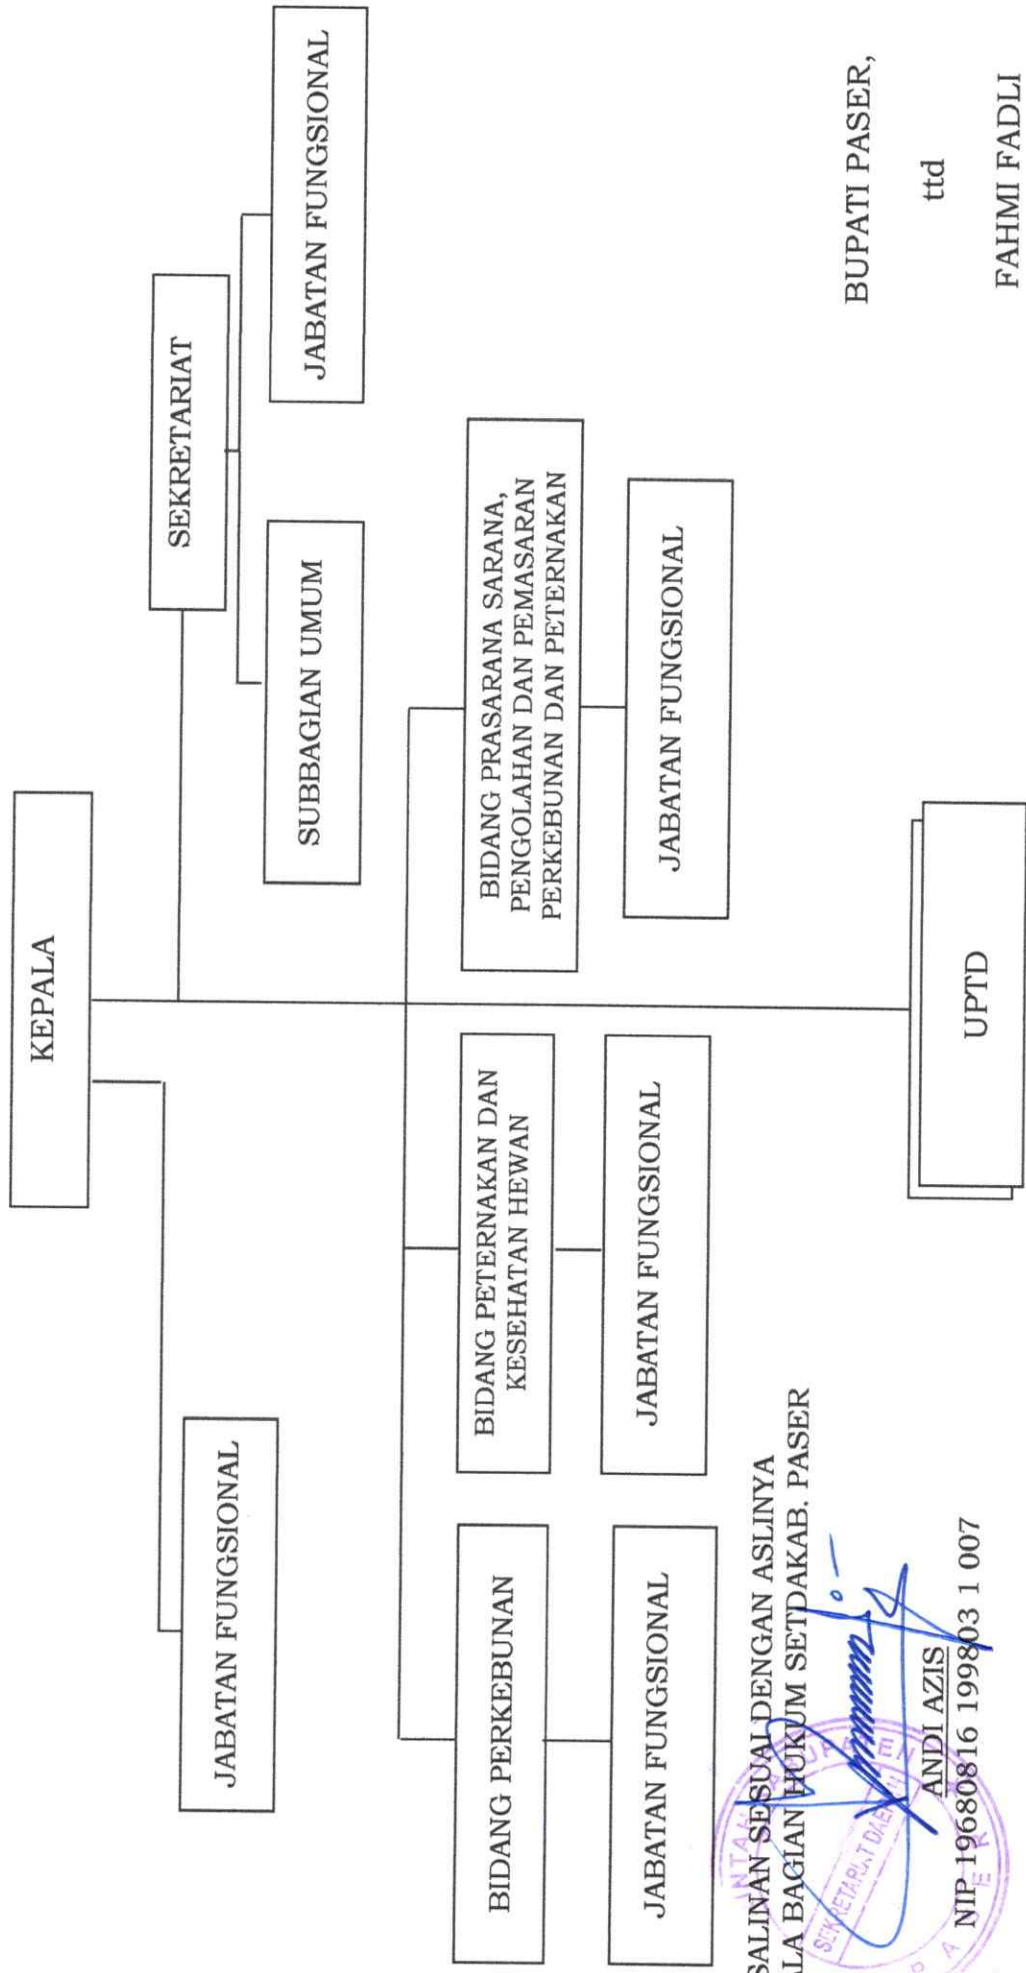 KEPALA
JABATAN FUNGSIONAL
SEKRETARIAT
SUBBAGIAN UMUM
JABATAN FUNGSIONAL
BIDANG PERKEBUNAN
JABATAN FUNGSIONAL
BIDANG PETERNAKAN DAN
KESEHATAN HEWAN
JABATAN FUNGSIONAL
BIDANG PRASARANA SARANA,
PENGOLAHAN DAN PEMASARAN
PERKEBUNAN DAN PETERNAKAN
JABATAN FUNGSIONAL
UPTD
BUPATI PASER,
ttd
FAHMI FADLI
SALINAN SESUAI DENGAN ASLINYA
BAGIAN HUKUM SETDAKAB. PASER
ANDI AZIS
NIP 19680816 199803 1 007